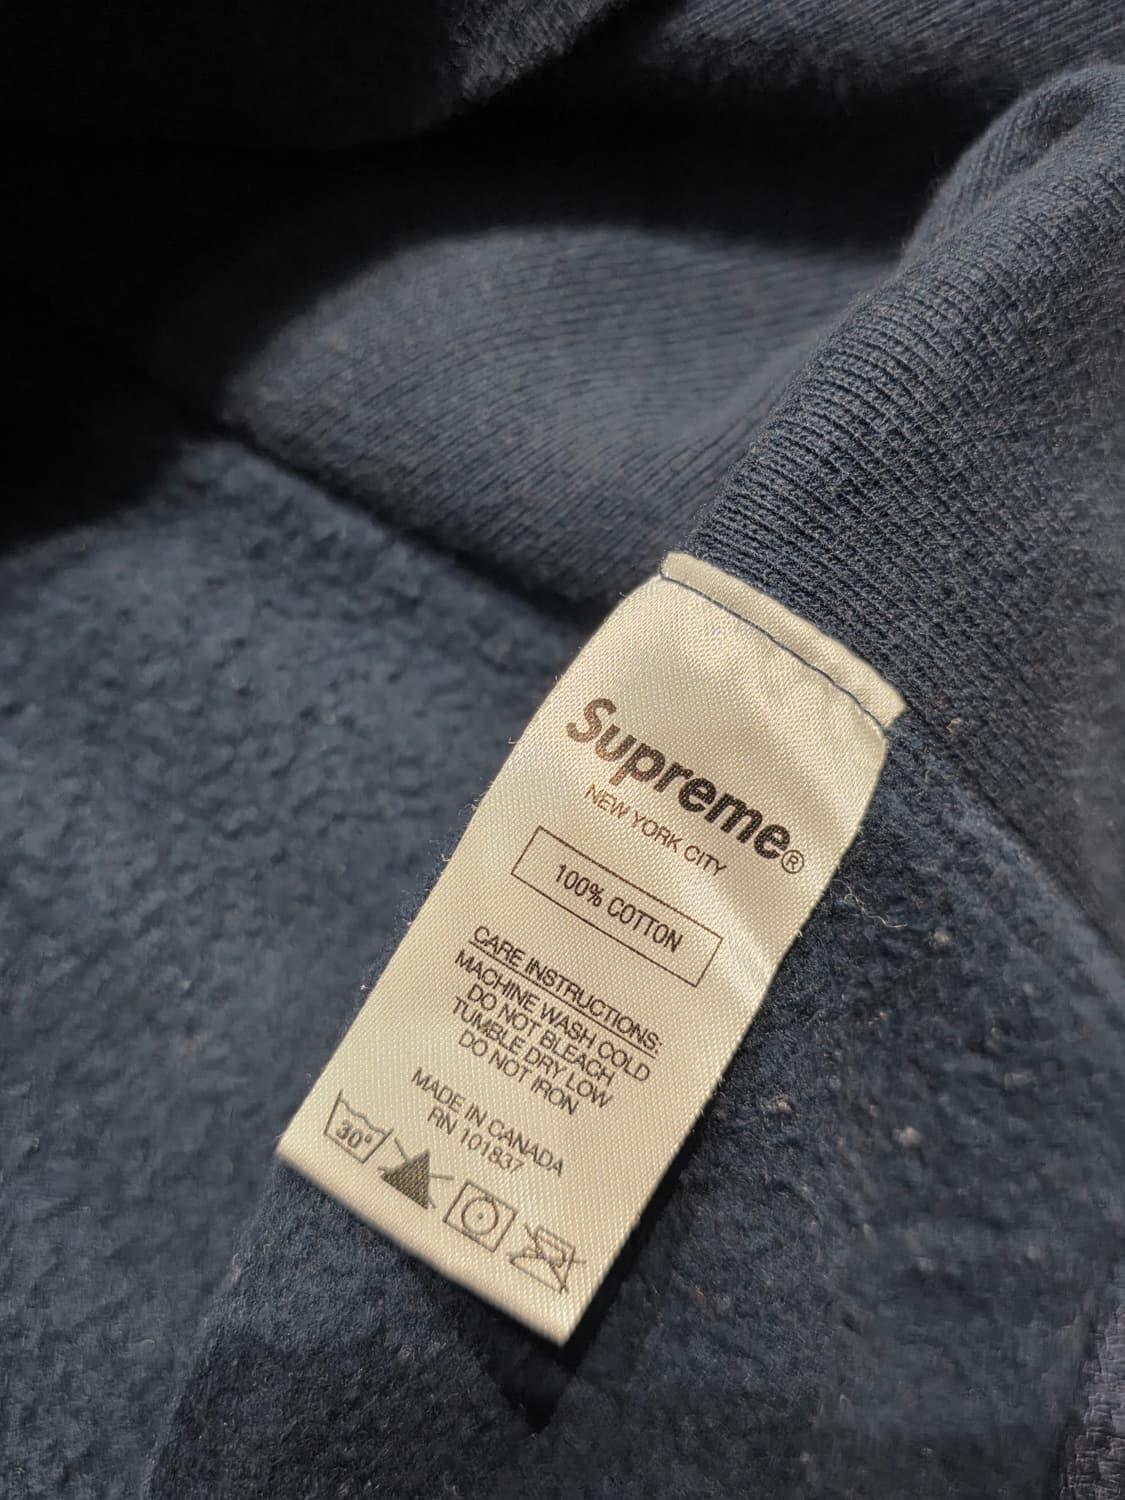 Supreme®
NEW YORK CITY
100% COTTON
CARE INSTRUCTIONS:
MACHINE WASH COLD
DO NOT BLEACH
TUMBLE DRY LOW
DO NOT IRON
MADE IN CANADA
RN 101837
30°